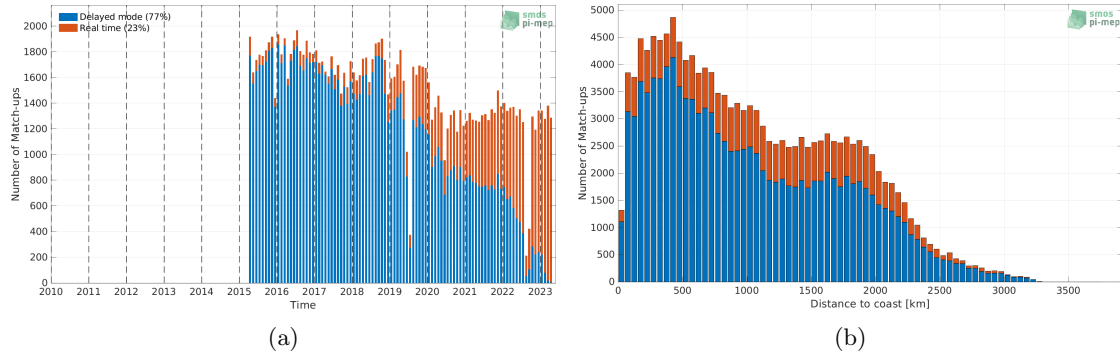 Delayed mode (77%)
Real time (23%)
smos
pi-mep
Number of Match-ups
2000
1800
1600
1400
1200
1000
800
600
400
200
0
2010 2011 2012 2013 2014 2015 2016 2017 2018 2019 2020 2021 2022 2023
Time
(a)
smos
pi-mep
Number of Match-ups
5000
4500
4000
3500
3000
2500
2000
1500
1000
500
0
0 500 1000 1500 2000 2500 3000 3500
Distance to coast [km]
(b)